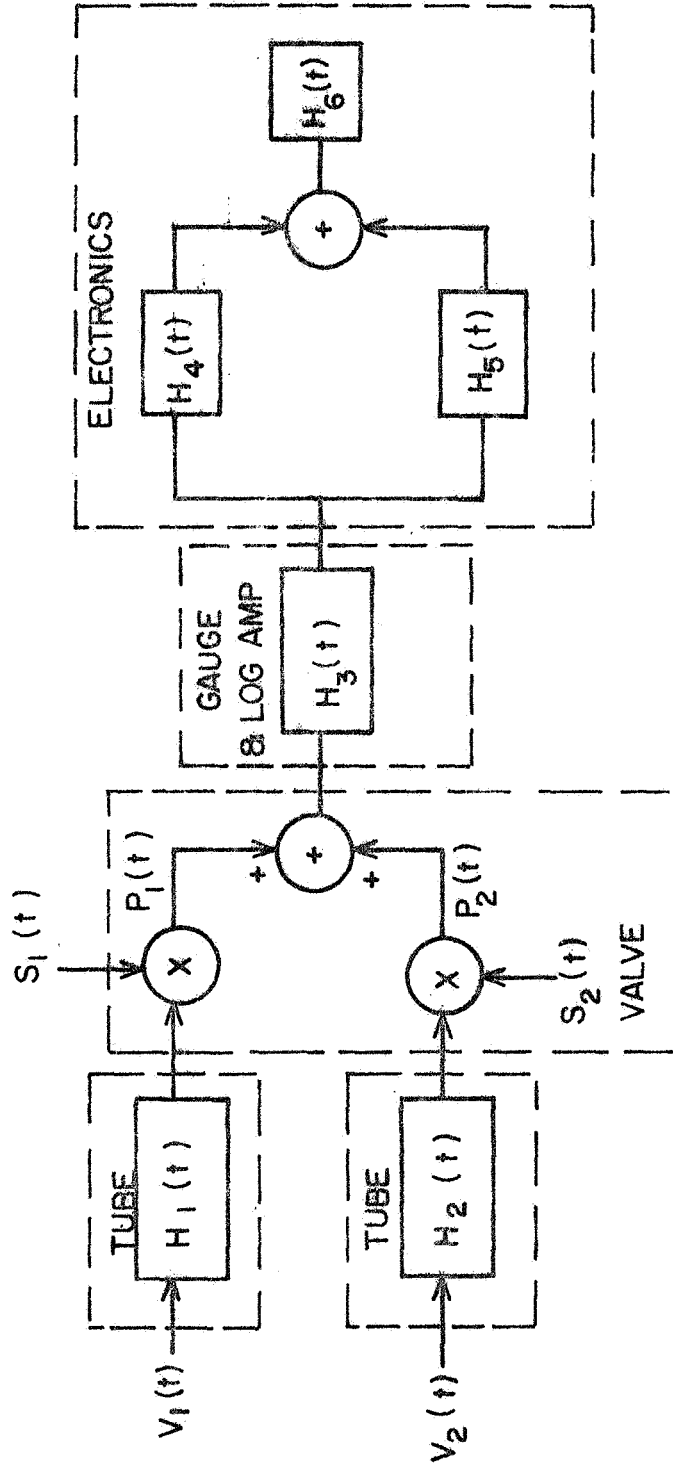 V₁(t)
TUBE
H₁(t)
S₁(t)
X
P₁(t)
+
+
+
GAUGE
& LOG AMP
H₃(t)
ELECTRONICS
H₄(t)
+
H₆(t)
H₅(t)
V₂(t)
TUBE
H₂(t)
X
P₂(t)
S₂(t)
VALVE